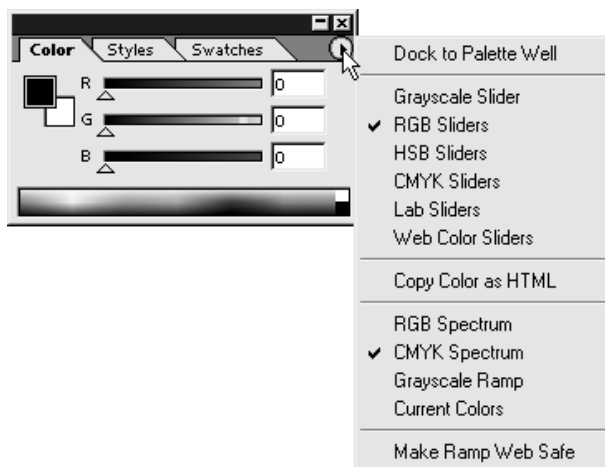 Color Styles Swatches
R 0
G 0
B 0
Dock to Palette Well
Grayscale Slider
✔ RGB Sliders
HSB Sliders
CMYK Sliders
Lab Sliders
Web Color Sliders
Copy Color as HTML
RGB Spectrum
✔ CMYK Spectrum
Grayscale Ramp
Current Colors
Make Ramp Web Safe